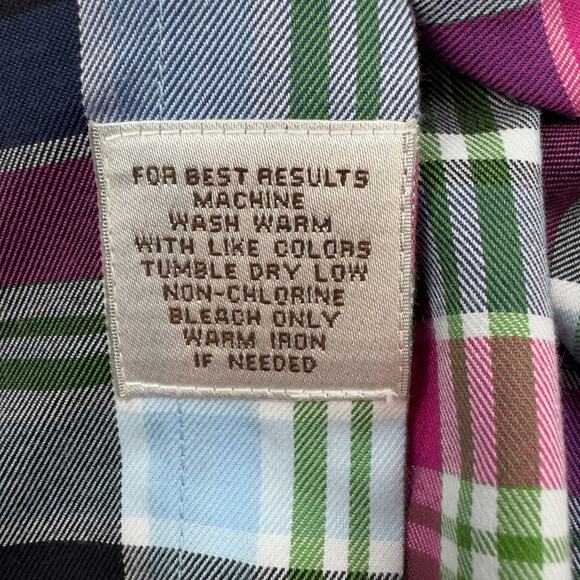 FOR BEST RESULTS
MACHINE
WASH WARM
WITH LIKE COLORS
TUMBLE DRY LOW
NON-CHLORINE
BLEACH ONLY
WARM IRON
IF NEEDED